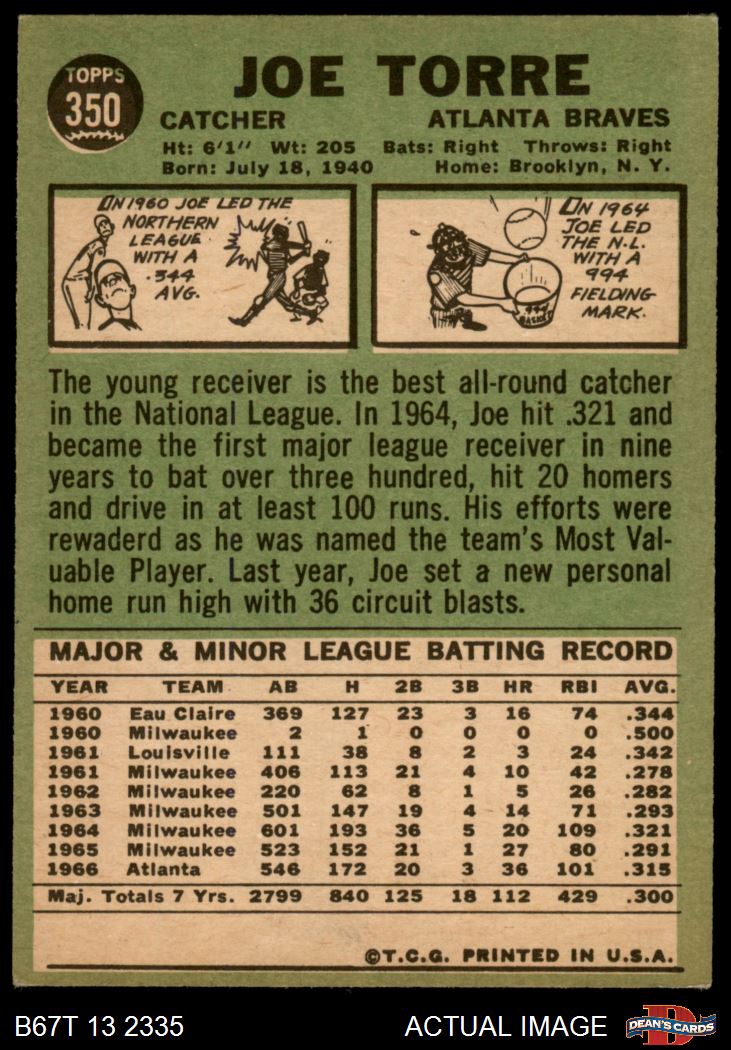 TOPPS
350
JOE TORRE
CATCHER ATLANTA BRAVES
Ht: 6'1" Wt: 205 Bats: Right Throws: Right
Born: July 18, 1940 Home: Brooklyn, N. Y.
ON 1960 JOE LED THE
NORTHERN
LEAGUE
WITH A
.344
AVG.
ON 1964
JOE LED
THE N.L.
WITH A
994
FIELDING
MARK.
The young receiver is the best all-round catcher
in the National League. In 1964, Joe hit .321 and
became the first major league receiver in nine
years to bat over three hundred, hit 20 homers
and drive in at least 100 runs. His efforts were
rewaderd as he was named the team's Most Val-
uable Player. Last year, Joe set a new personal
home run high with 36 circuit blasts.
MAJOR & MINOR LEAGUE BATTING RECORD
YEAR TEAM AB H 2B 3B HR RBI AVG.
1960 Eau Claire 369 127 23 3 16 74 .344
1960 Milwaukee 2 1 0 0 0 0 .500
1961 Louisville 111 38 8 2 3 24 .342
1961 Milwaukee 406 113 21 4 10 42 .278
1962 Milwaukee 220 62 8 1 5 26 .282
1963 Milwaukee 501 147 19 4 14 71 .293
1964 Milwaukee 601 193 36 5 20 109 .321
1965 Milwaukee 523 152 21 1 27 80 .291
1966 Atlanta 546 172 20 3 36 101 .315
Maj. Totals 7 Yrs. 2799 840 125 18 112 429 .300
©T.C.G. PRINTED IN U.S.A.
B67T 13 2335 ACTUAL IMAGE DEAN'S CARDS